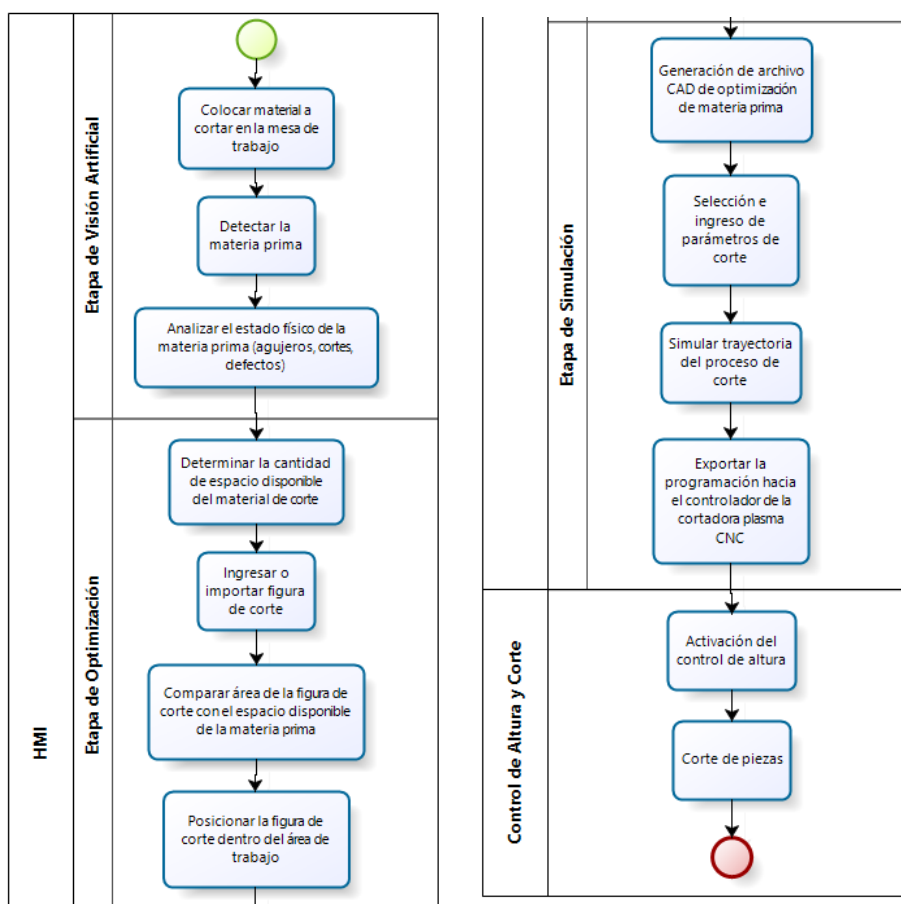 HMI
Etapa de Visión Artificial
Colocar material a
cortar en la mesa de
trabajo
Detectar la
materia prima
Analizar el estado físico de la
materia prima (agujeros, cortes,
defectos)
Etapa de Optimización
Determinar la cantidad
de espacio disponible
del material de corte
Ingresar o
importar figura
de corte
Comparar área de la figura de
corte con el espacio disponible
de la materia prima
Posicionar la figura de
corte dentro del área de
trabajo
Etapa de Simulación
Generación de archivo
CAD de optimización
de materia prima
Selección e
ingreso de
parámetros de
corte
Simular trayectoria
del proceso de
corte
Exportar la
programación hacia
el controlador de la
cortadora plasma
CNC
Control de Altura y Corte
Activación del
control de altura
Corte de piezas